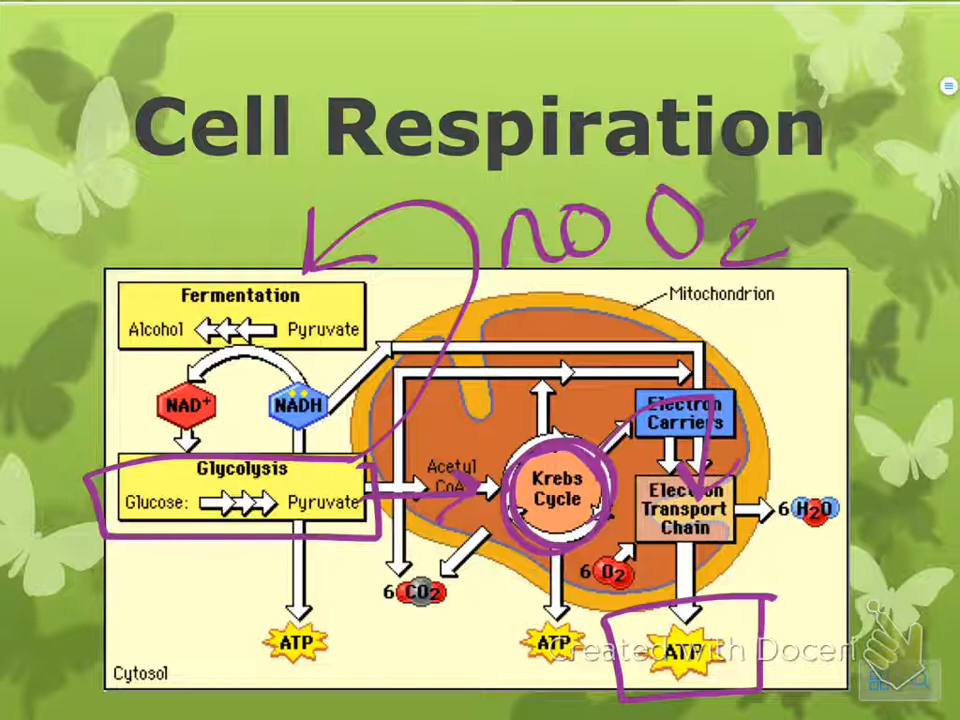 Cell Respiration
NO O2
Mitochondrion
Fermentation
Alcohol Pyruvate
NAD+ NADH
Electron
Carriers
Glycolysis
Glucose: Pyruvate
Acetyl
CoA
Krebs
Cycle
Electron
Transport
Chain
6 H2O
6 O2
6 CO2
ATP
ATP
ATP
Created with Doceri
Cytosol